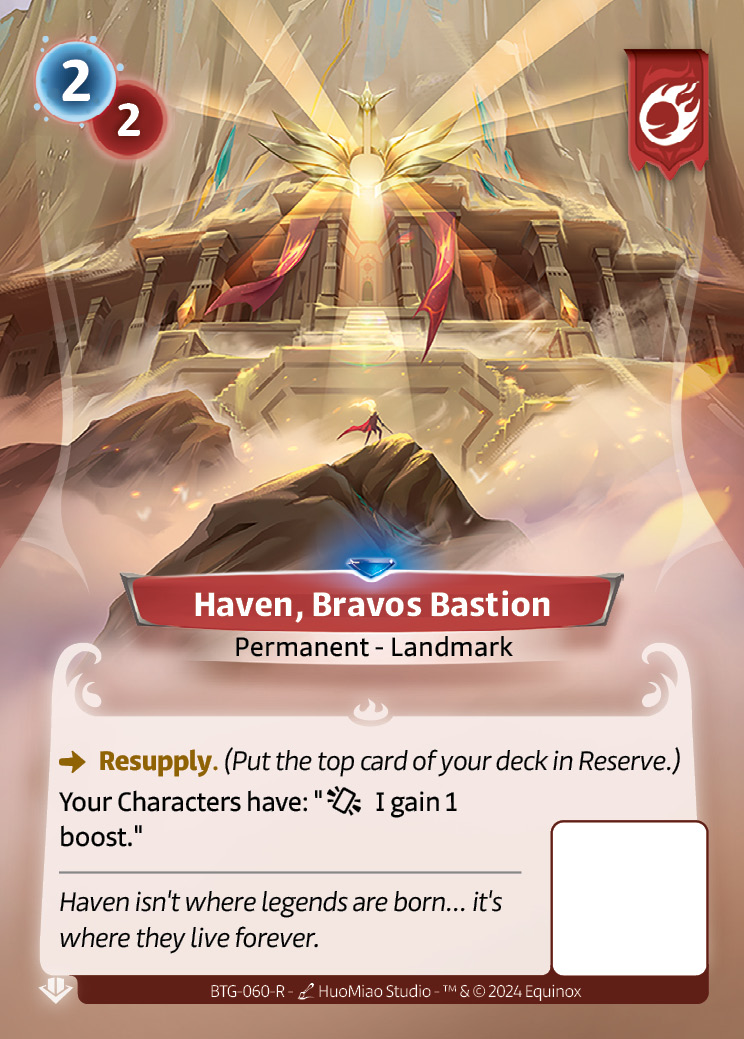 2
2
Haven, Bravos Bastion
Permanent - Landmark
Resupply. (Put the top card of your deck in Reserve.)
Your Characters have: " I gain 1
boost."
Haven isn't where legends are born... it's
where they live forever.
BTG-060-R - HuoMiao Studio - ™ & © 2024 Equinox